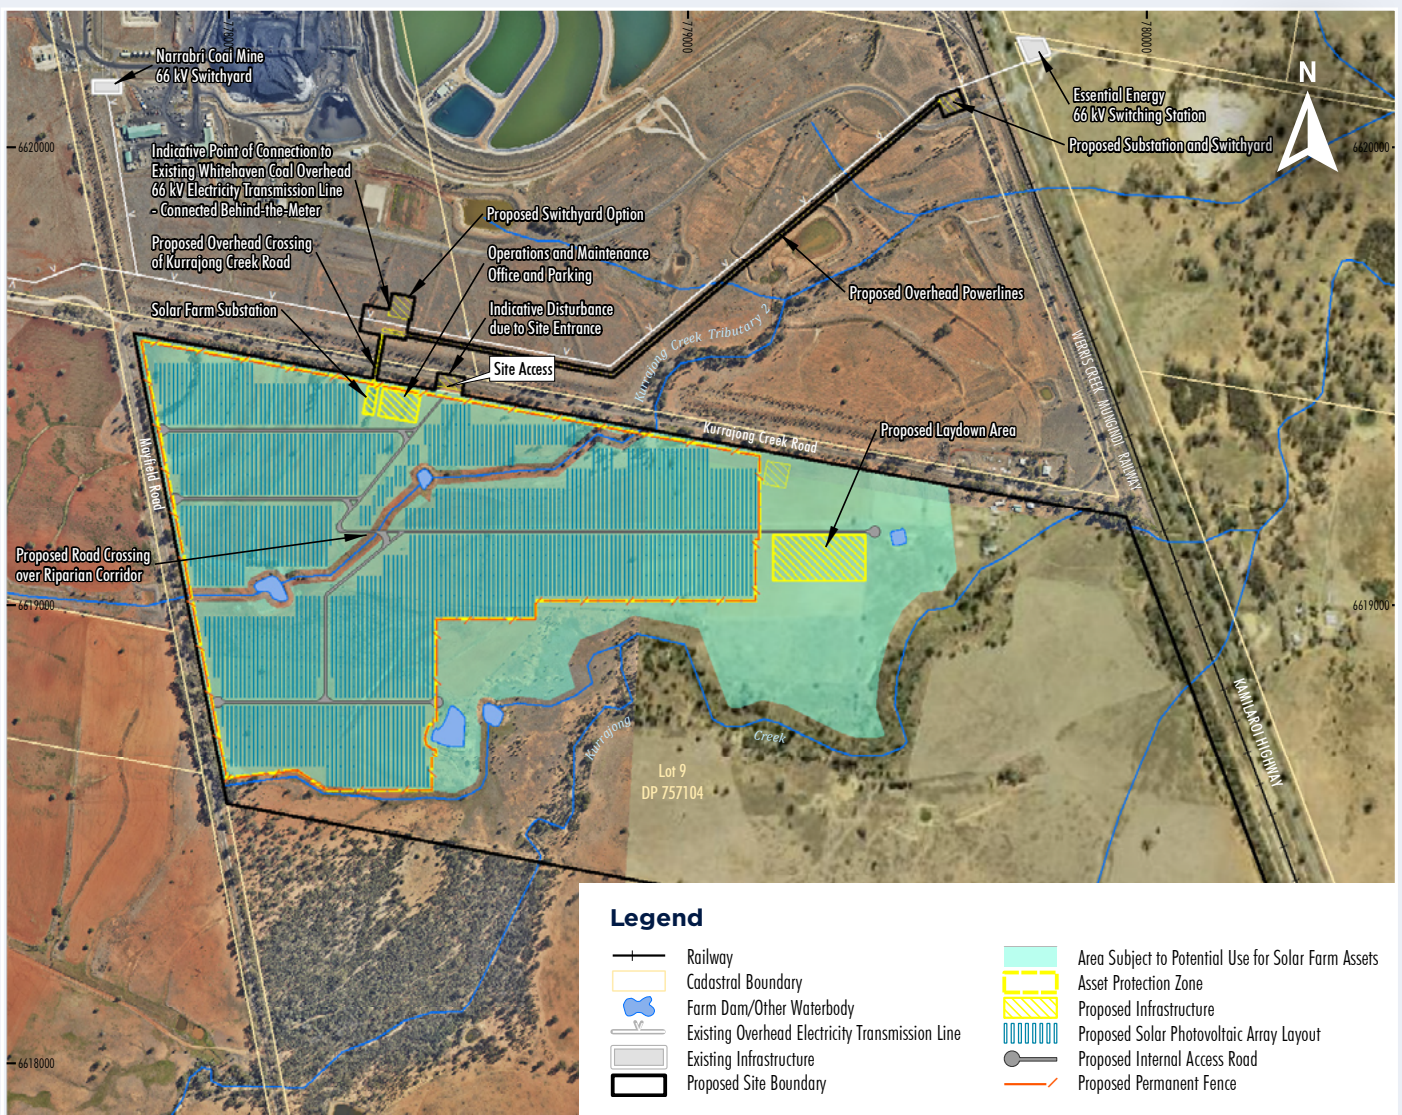 778000
779000
780000
Narrabri Coal Mine
66 kV Switchyard
N
Essential Energy
66 kV Switching Station
Proposed Substation and Switchyard
6620000
6620000
Indicative Point of Connection to
Existing Whitehaven Coal Overhead
66 kV Electricity Transmission Line
- Connected Behind-the-Meter
Proposed Switchyard Option
Proposed Overhead Crossing
of Kurrajong Creek Road
Operations and Maintenance
Office and Parking
Proposed Overhead Powerlines
Solar Farm Substation
Indicative Disturbance
due to Site Entrance
Kurrajong Creek Tributary 2
Site Access
WERRIS CREEK MUNGINDI RAILWAY
Kurrajong Creek Road
Proposed Laydown Area
Mayfield Road
Proposed Road Crossing
over Riparian Corridor
6619000
6619000
KAMILAROI HIGHWAY
Kurrajong
Creek
Lot 9
DP 757104
6618000
Legend
Railway
Cadastral Boundary
Farm Dam/Other Waterbody
Existing Overhead Electricity Transmission Line
Existing Infrastructure
Proposed Site Boundary
Area Subject to Potential Use for Solar Farm Assets
Asset Protection Zone
Proposed Infrastructure
Proposed Solar Photovoltaic Array Layout
Proposed Internal Access Road
Proposed Permanent Fence